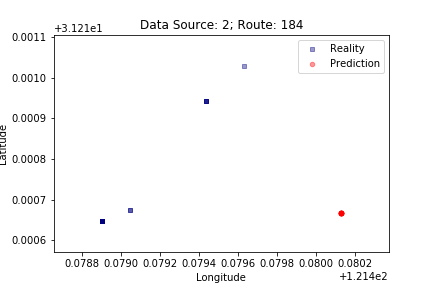 Data Source: 2; Route: 184
+3.121e1
0.0011
0.0010
0.0009
0.0008
0.0007
0.0006
Latitude
Reality
Prediction
0.0788 0.0790 0.0792 0.0794 0.0796 0.0798 0.0800 0.0802
Longitude
+1.214e2